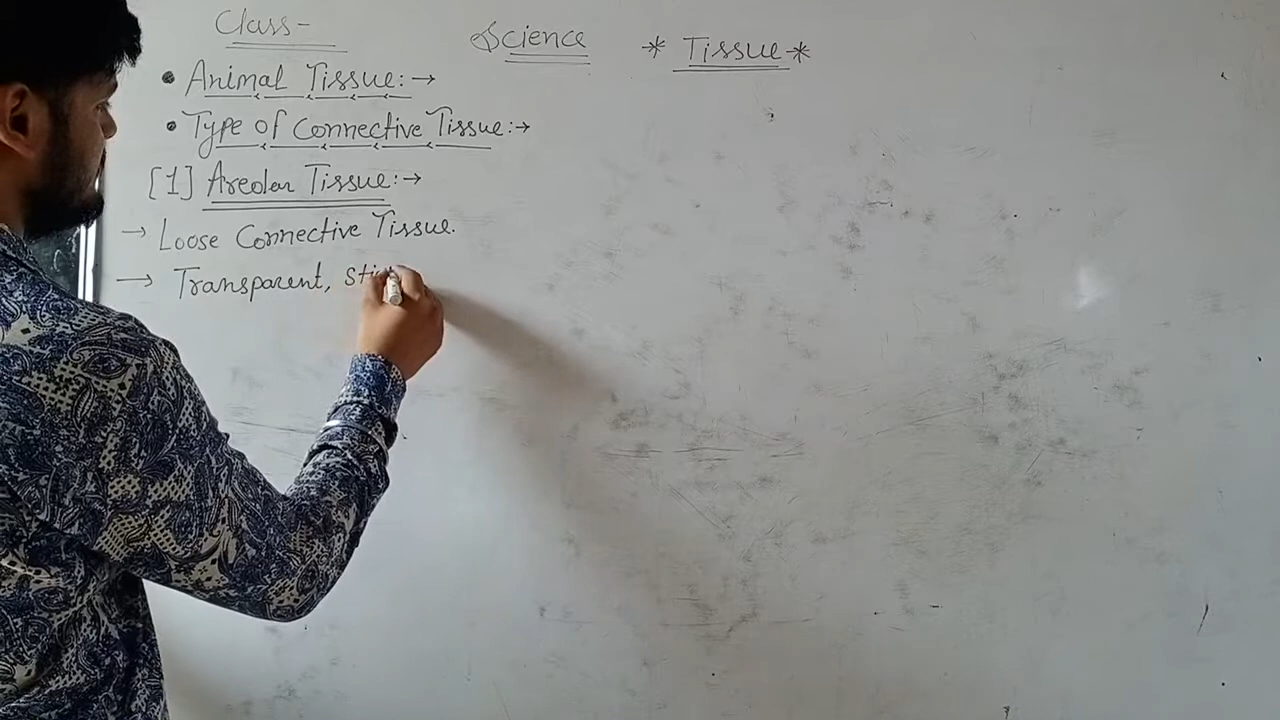 Class-
Science * Tissue *
• Animal Tissue:→
• Type of Connective Tissue:→
[1] Areolar Tissue:→
→ Loose Connective Tissue.
→ Transparent,